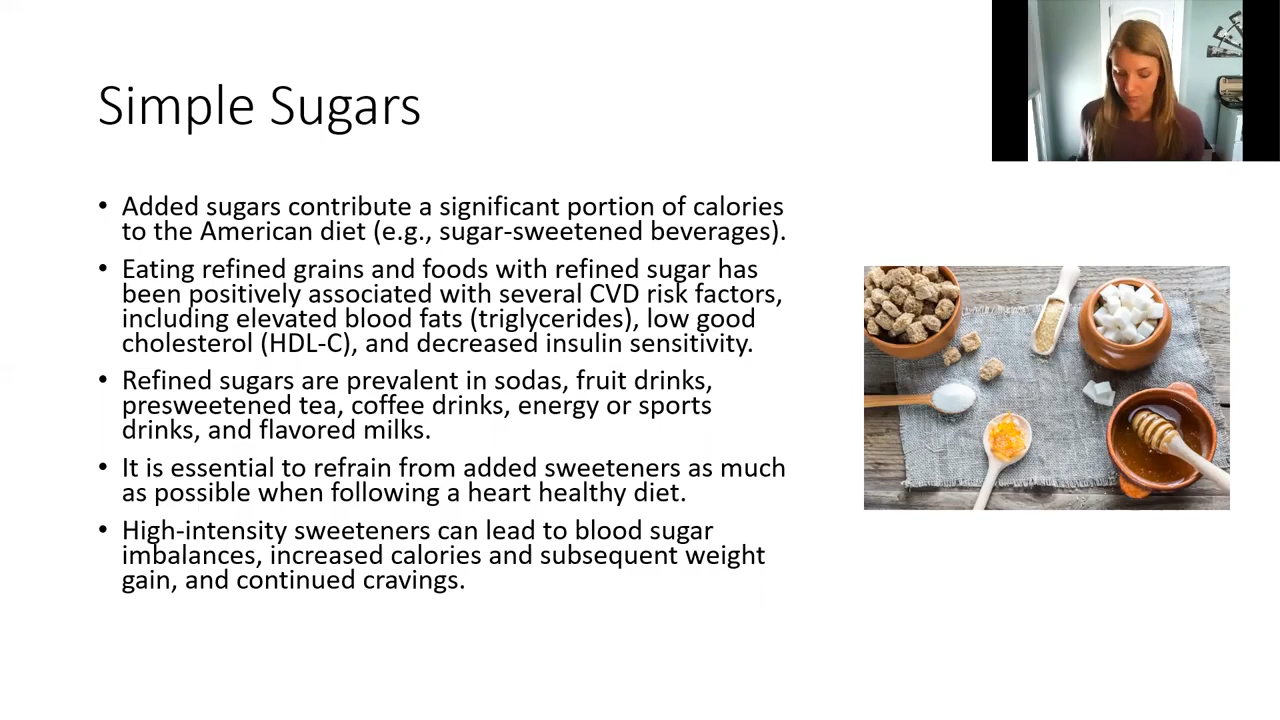 Simple Sugars
• Added sugars contribute a significant portion of calories
to the American diet (e.g., sugar-sweetened beverages).
• Eating refined grains and foods with refined sugar has
been positively associated with several CVD risk factors,
including elevated blood fats (triglycerides), low good
cholesterol (HDL-C), and decreased insulin sensitivity.
• Refined sugars are prevalent in sodas, fruit drinks,
presweetened tea, coffee drinks, energy or sports
drinks, and flavored milks.
• It is essential to refrain from added sweeteners as much
as possible when following a heart healthy diet.
• High-intensity sweeteners can lead to blood sugar
imbalances, increased calories and subsequent weight
gain, and continued cravings.